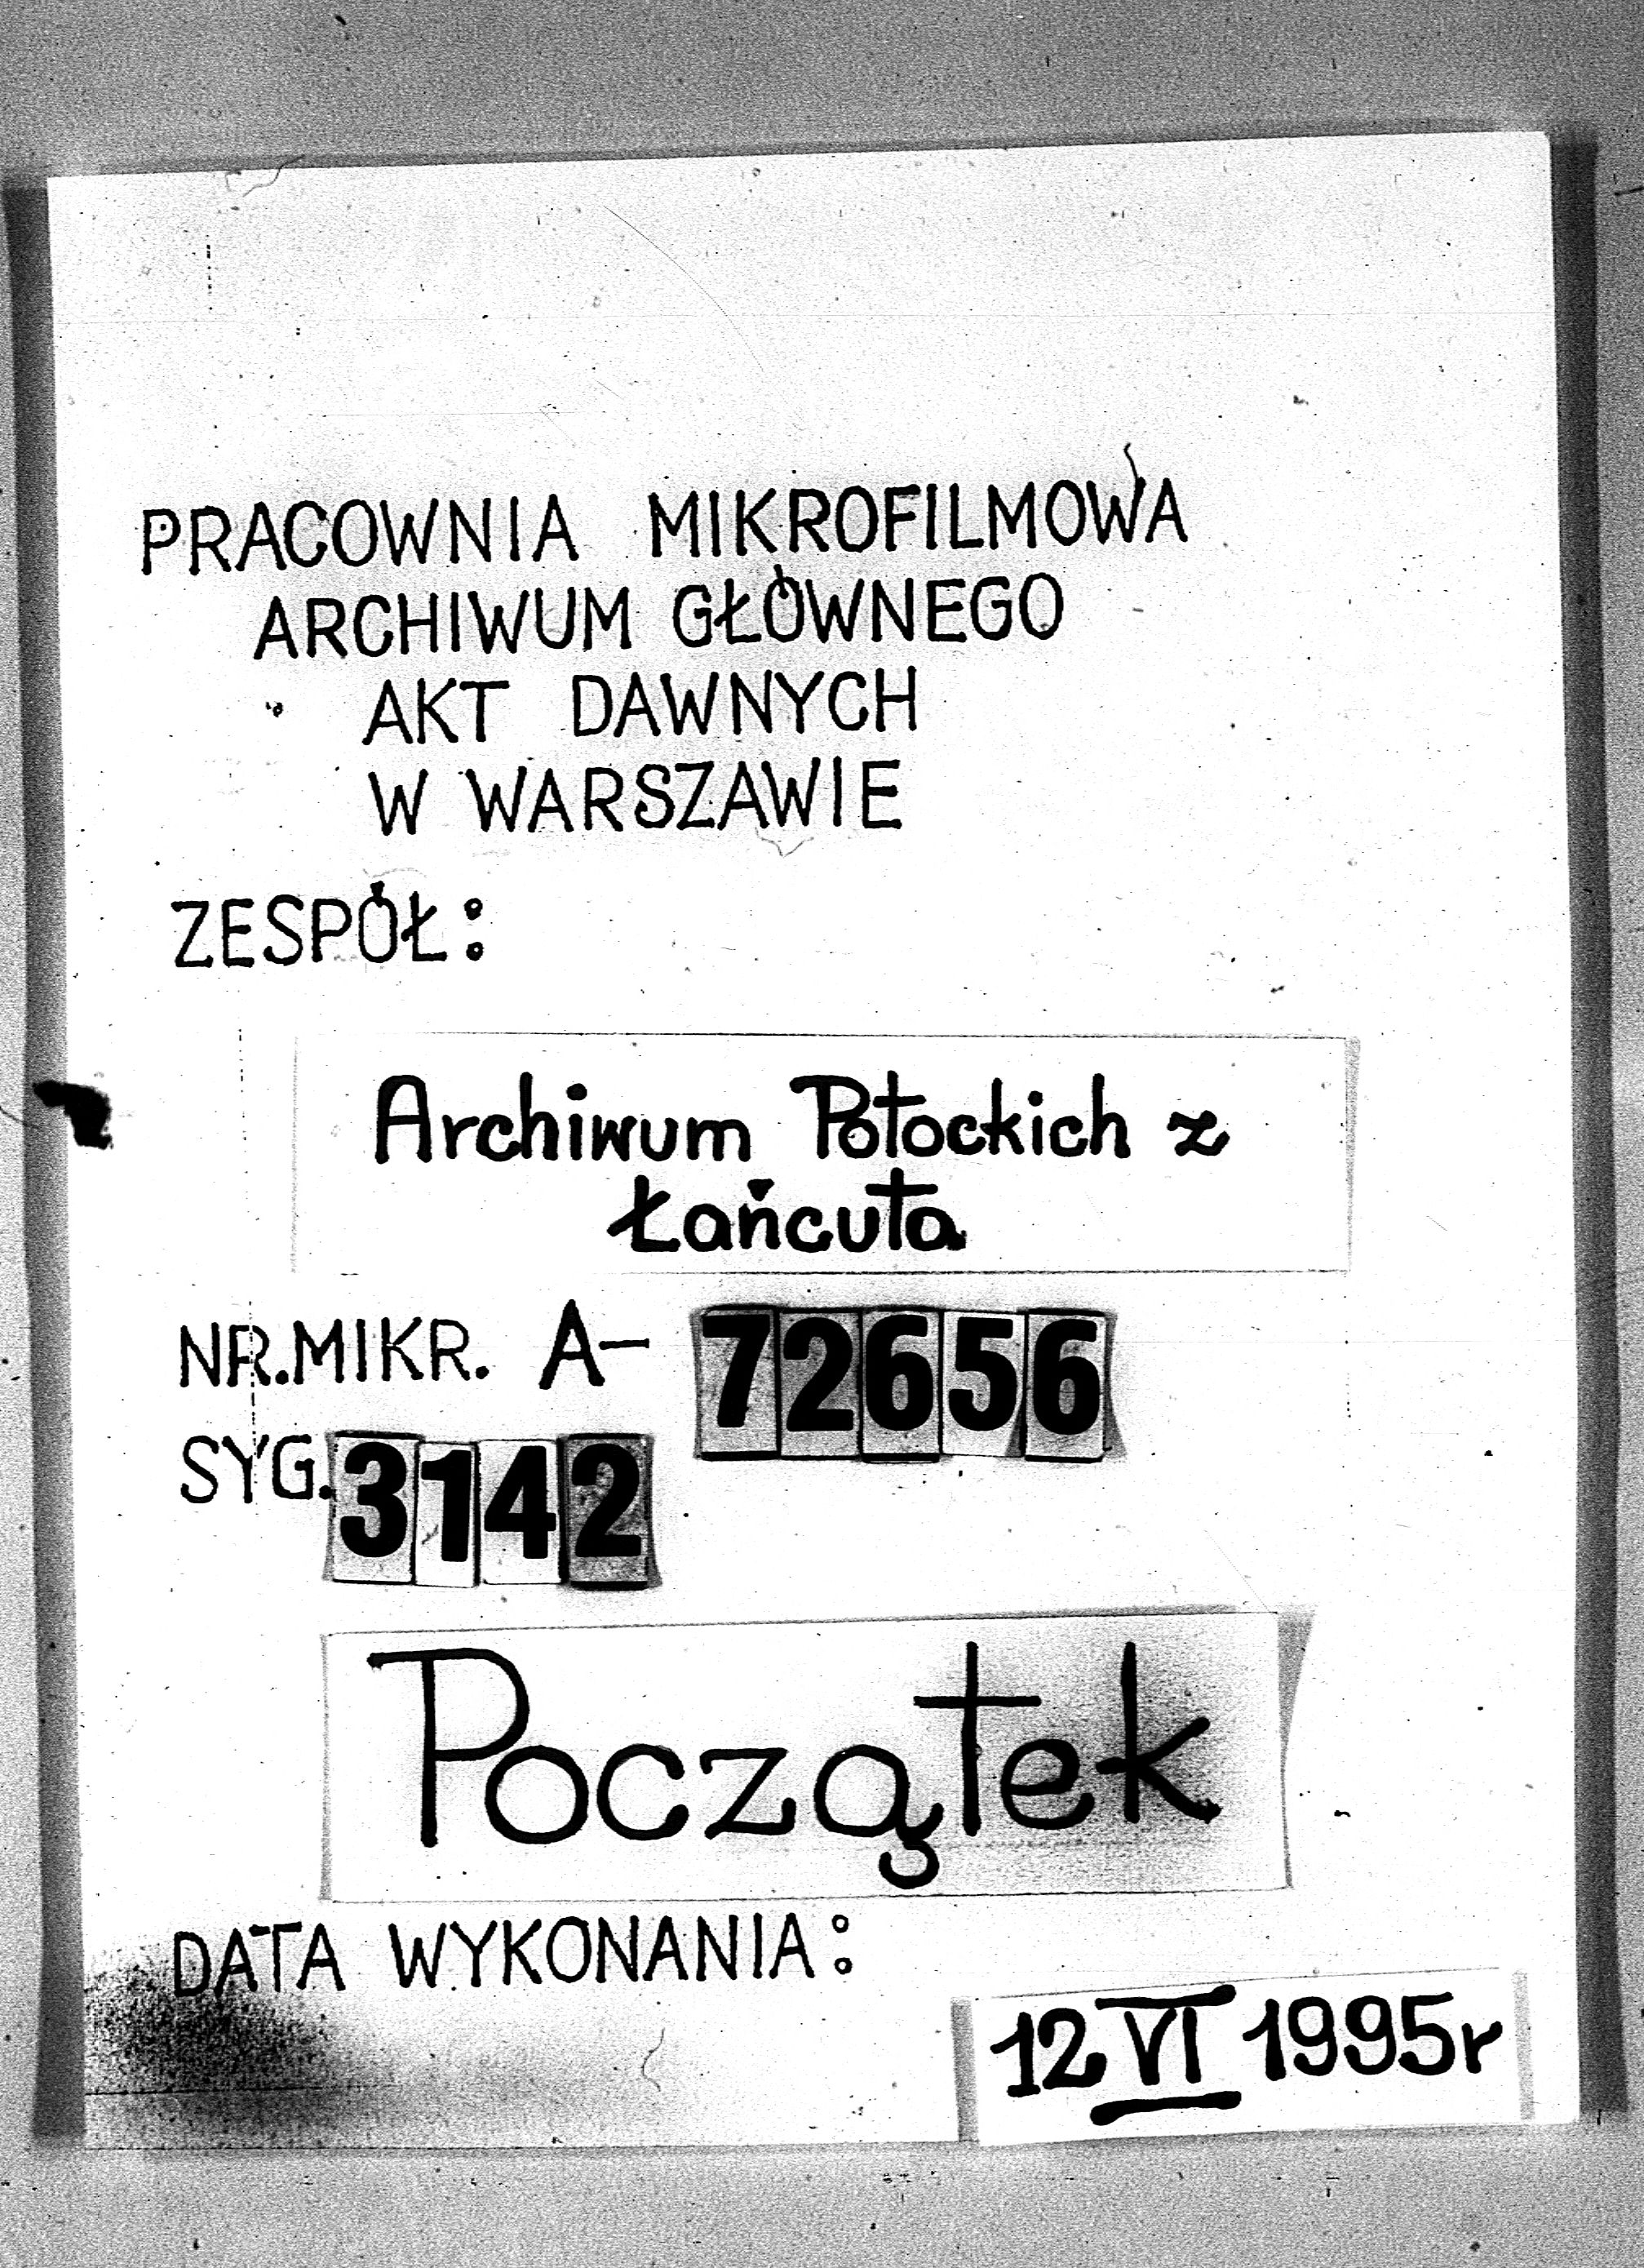 PRACOWNIA MIKROFILMOWA
ARCHIWUM GŁÓWNEGO
AKT DAWNYCH
W WARSZAWIE
ZESPÓŁ:
Archiwum Potockich z
Łańcuta
NR.MIKR. A- 72656
SYG. 3142
Początek
DATA WYKONANIA:
12 VI 1995r